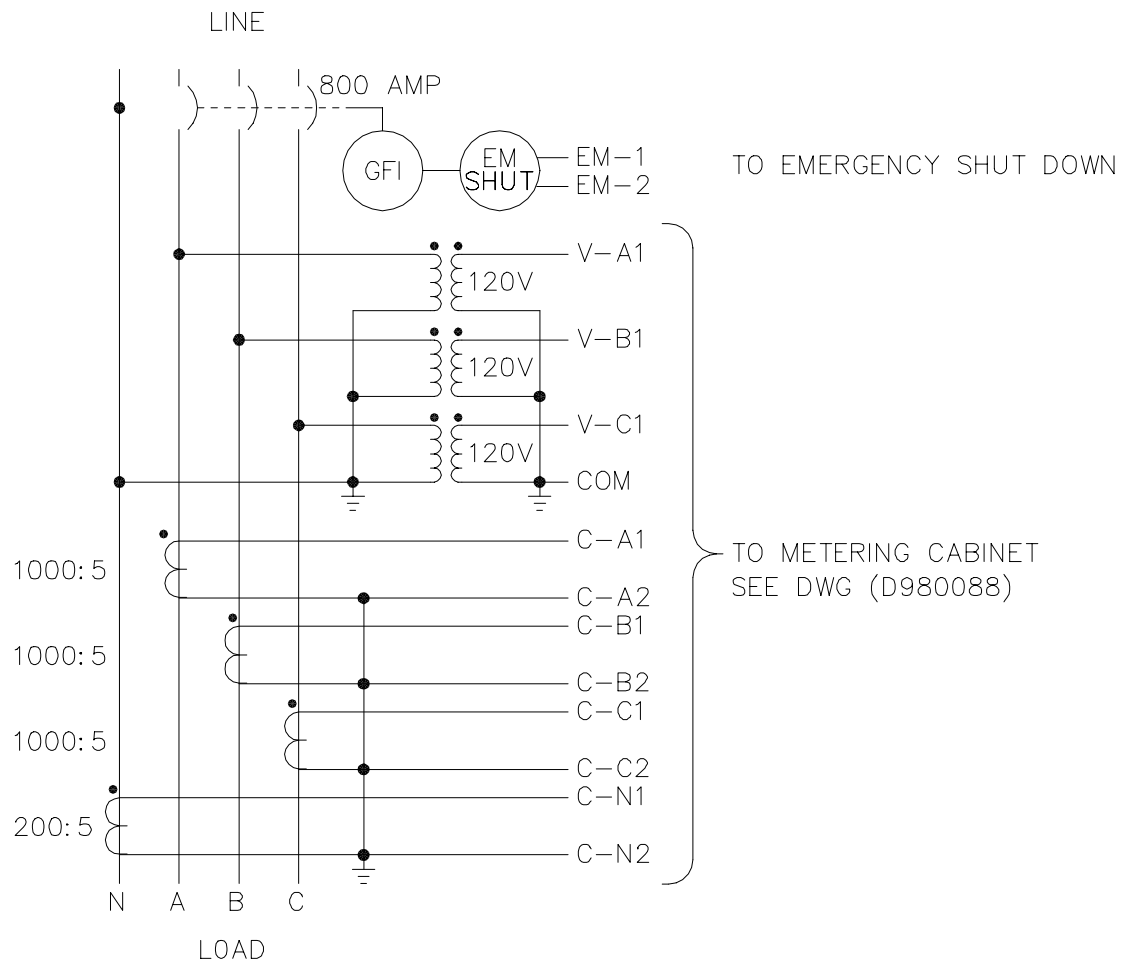 LINE
800 AMP
GFI
EM
SHUT
EM-1
EM-2
TO EMERGENCY SHUT DOWN
V-A1
120V
V-B1
120V
V-C1
120V
COM
C-A1
1000:5
C-A2
C-B1
1000:5
C-B2
C-C1
1000:5
C-C2
C-N1
200:5
C-N2
TO METERING CABINET
SEE DWG (D980088)
N A B C
LOAD